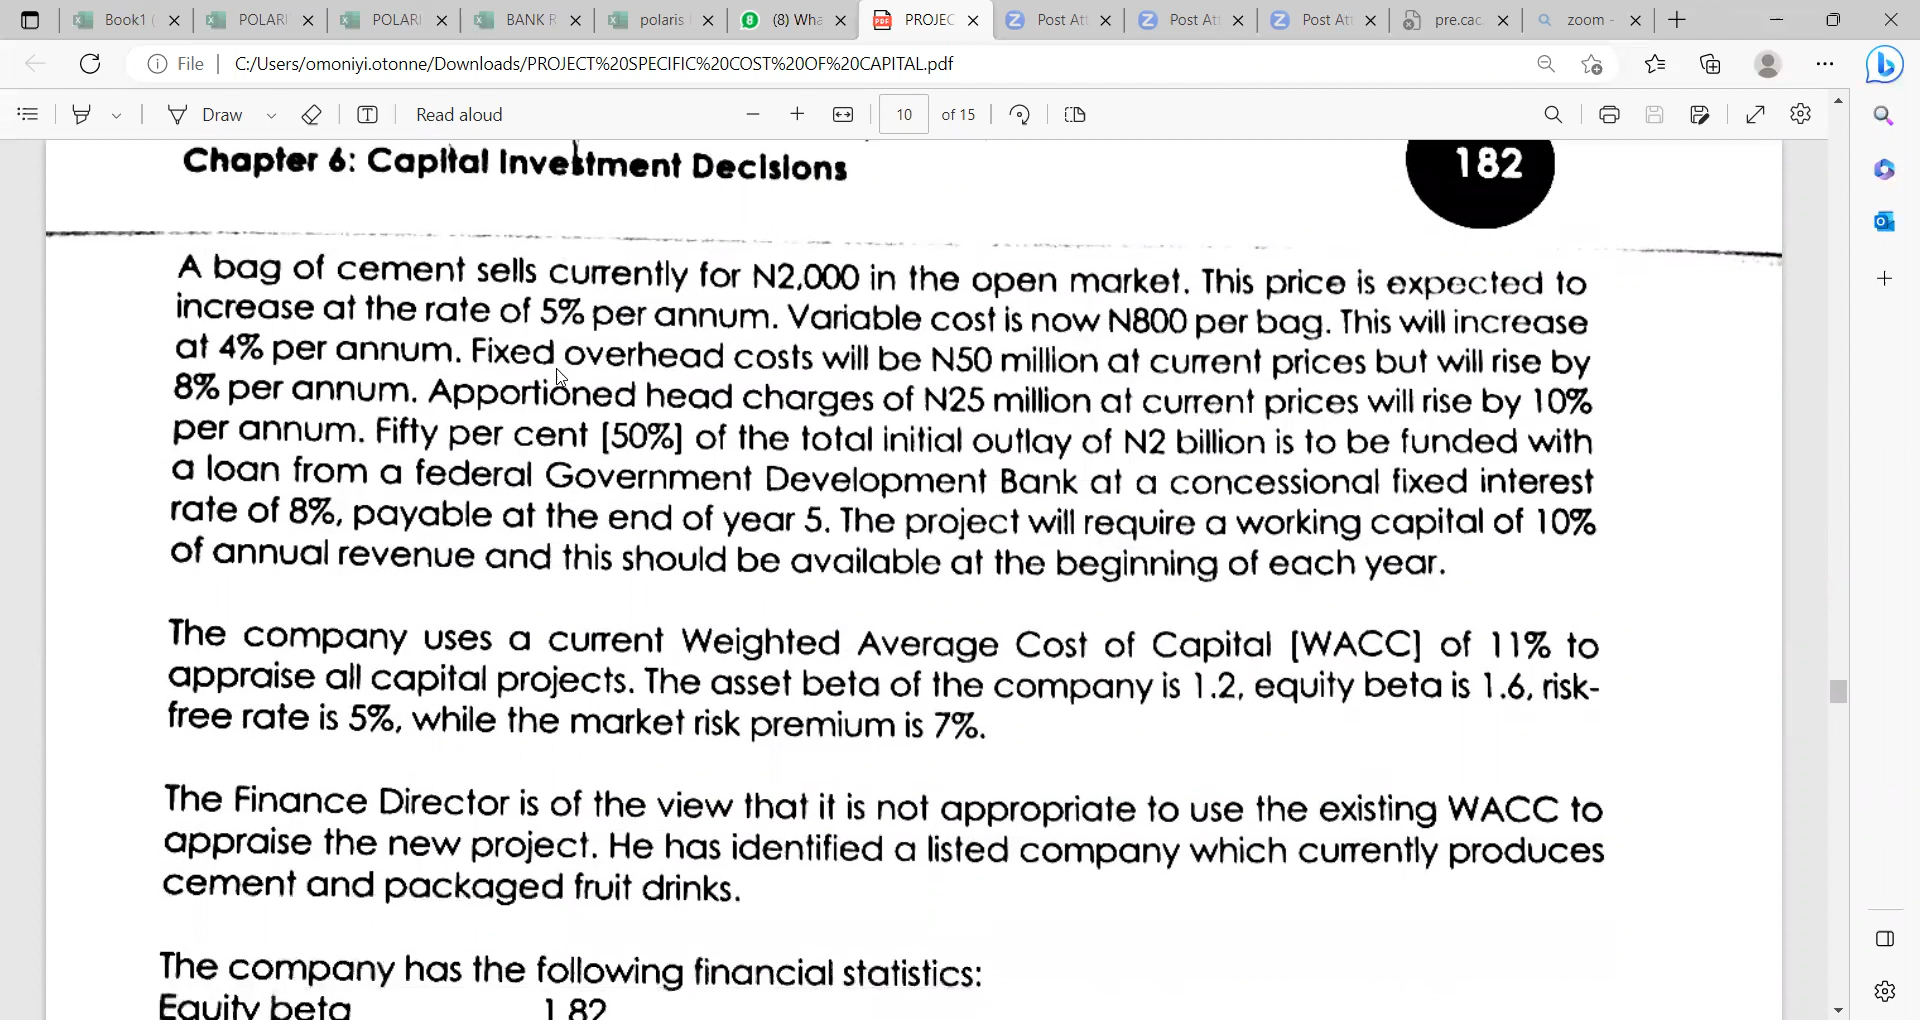 Book1
POLARI
POLARI
BANK R
polaris
(8) Wha
PROJEC
Post Att
Post Att
Post Att
pre.cac.
zoom -
File
C:/Users/omoniyi.otonne/Downloads/PROJECT%20SPECIFIC%20COST%20OF%20CAPITAL.pdf
Draw
Read aloud
10
of 15
Chapter 6: Capital Investment Decisions
182
A bag of cement sells currently for N2,000 in the open market. This price is expected to
increase at the rate of 5% per annum. Variable cost is now N800 per bag. This will increase
at 4% per annum. Fixed overhead costs will be N50 million at current prices but will rise by
8% per annum. Apportioned head charges of N25 million at current prices will rise by 10%
per annum. Fifty per cent [50%] of the total initial outlay of N2 billion is to be funded with
a loan from a federal Government Development Bank at a concessional fixed interest
rate of 8%, payable at the end of year 5. The project will require a working capital of 10%
of annual revenue and this should be available at the beginning of each year.
The company uses a current Weighted Average Cost of Capital [WACC] of 11% to
appraise all capital projects. The asset beta of the company is 1.2, equity beta is 1.6, risk-
free rate is 5%, while the market risk premium is 7%.
The Finance Director is of the view that it is not appropriate to use the existing WACC to
appraise the new project. He has identified a listed company which currently produces
cement and packaged fruit drinks.
The company has the following financial statistics:
Equity beta 1.82